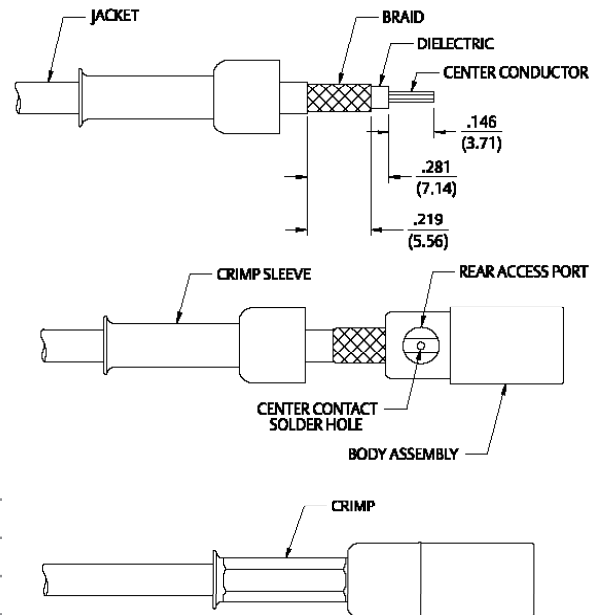 JACKET
BRAID
DIELECTRIC
CENTER CONDUCTOR
.146
(3.71)
.281
(7.14)
.219
(5.56)
CRIMP SLEEVE
REAR ACCESS PORT
CENTER CONTACT
SOLDER HOLE
BODY ASSEMBLY
CRIMP